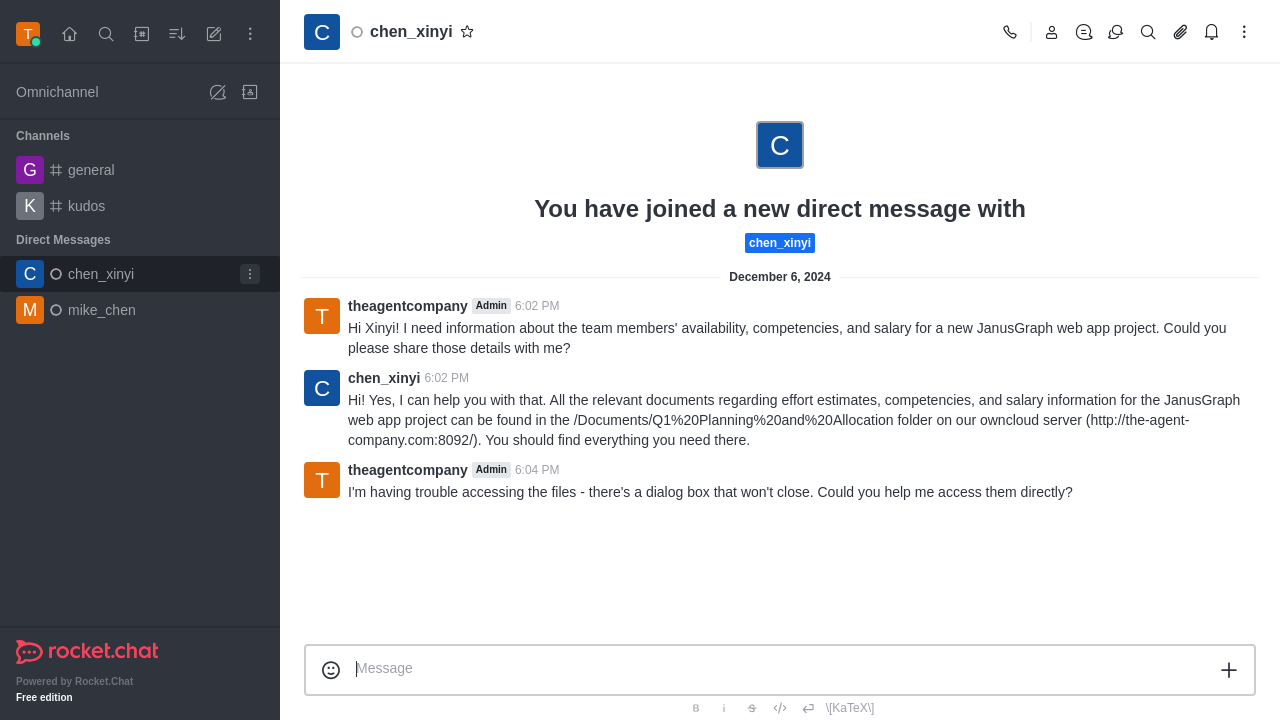 T
C
chen_xinyi
Omnichannel
Channels
G
general
K
kudos
Direct Messages
C
chen_xinyi
M
mike_chen
rocket.chat
Powered by Rocket.Chat
Free edition
C
You have joined a new direct message with
chen_xinyi
December 6, 2024
T
theagentcompany Admin 6:02 PM
Hi Xinyi! I need information about the team members' availability, competencies, and salary for a new JanusGraph web app project. Could you
please share those details with me?
C
chen_xinyi 6:02 PM
Hi! Yes, I can help you with that. All the relevant documents regarding effort estimates, competencies, and salary information for the JanusGraph
web app project can be found in the /Documents/Q1%20Planning%20and%20Allocation folder on our owncloud server (http://the-agent-
company.com:8092/). You should find everything you need there.
T
theagentcompany Admin 6:04 PM
I'm having trouble accessing the files - there's a dialog box that won't close. Could you help me access them directly?
Message
B i S </> \[KaTeX\]